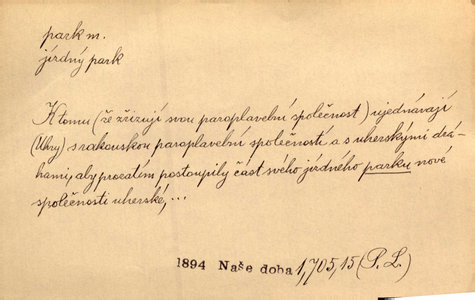 park m.
jízdný park
K tomu (že zřizují svou paroplavební společnost) ujednávají
(Uhry) s rakouskou paroplavební společností a s uherskými drá-
hami, aby prozatím postoupily část svého jízdného parku nové
společnosti uherské,...
1894 Naše doba 1,705,15 (P. L.)